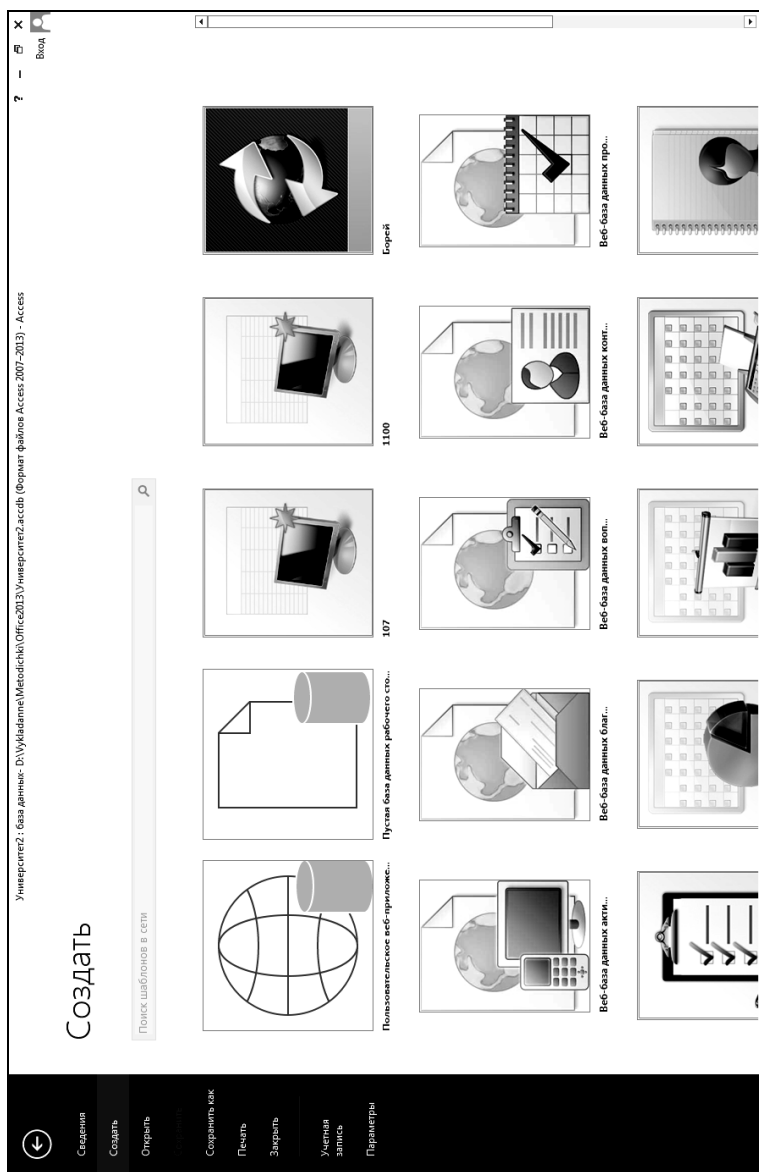 Университет2 : база данных- D:\Vykladanne\Metodichki\Office2013\Университет2.accdb (Формат файлов Access 2007–2013) - Access
?
Вход
Сведения
Создать
Открыть
Сохранить
Сохранить как
Печать
Закрыть
Учетная
запись
Параметры
Создать
Поиск шаблонов в сети
Пользовательское веб-приложе...
Пустая база данных рабочего сто...
107
1100
Борей
Веб-база данных акти...
Веб-база данных благ...
Веб-база данных воп...
Веб-база данных конт...
Веб-база данных про...